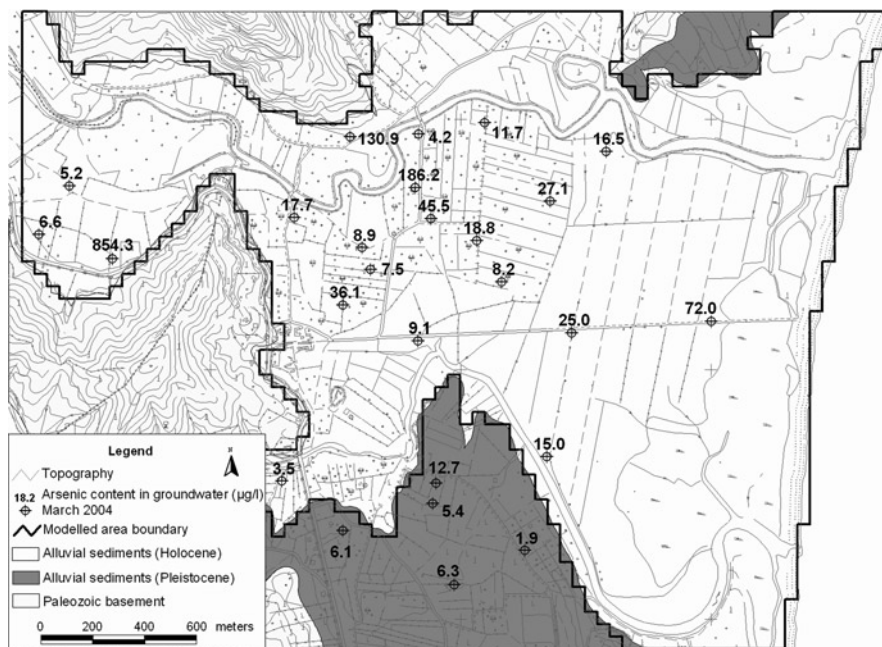 130.9
4.2
11.7
16.5
5.2
186.2
27.1
17.7
45.5
6.6
8.9
18.8
854.3
7.5
8.2
36.1
72.0
9.1
25.0
15.0
3.5
12.7
5.4
6.1
1.9
6.3
Legend
Topography
18.2 Arsenic content in groundwater (µg/l)
March 2004
Modelled area boundary
Alluvial sediments (Holocene)
Alluvial sediments (Pleistocene)
Paleozoic basement
0 200 400 600 meters